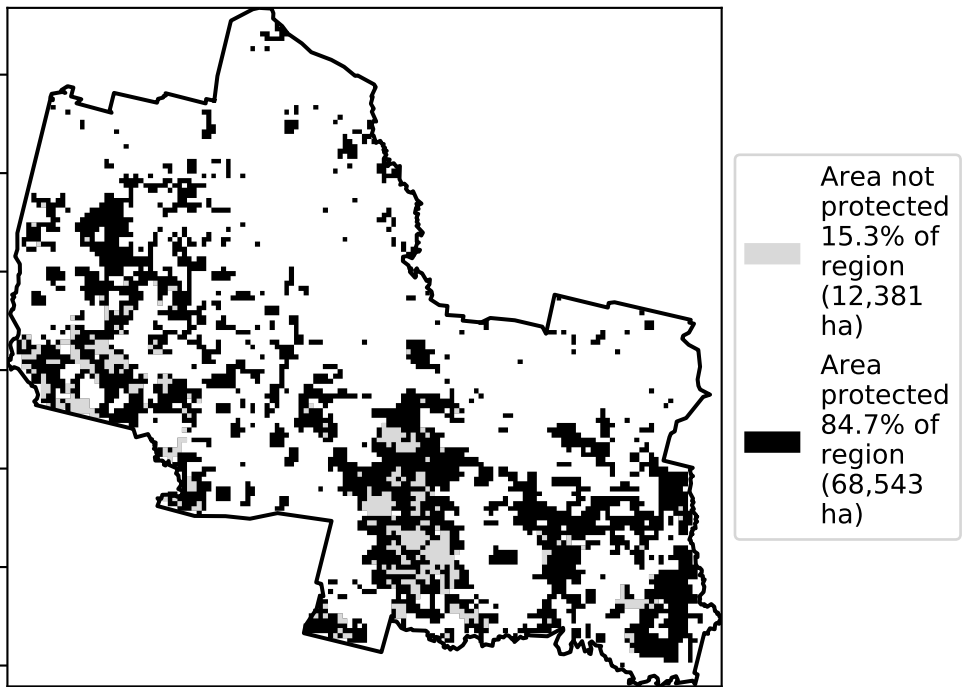 Area not
protected
15.3% of
region
(12,381
ha)
Area
protected
84.7% of
region
(68,543
ha)